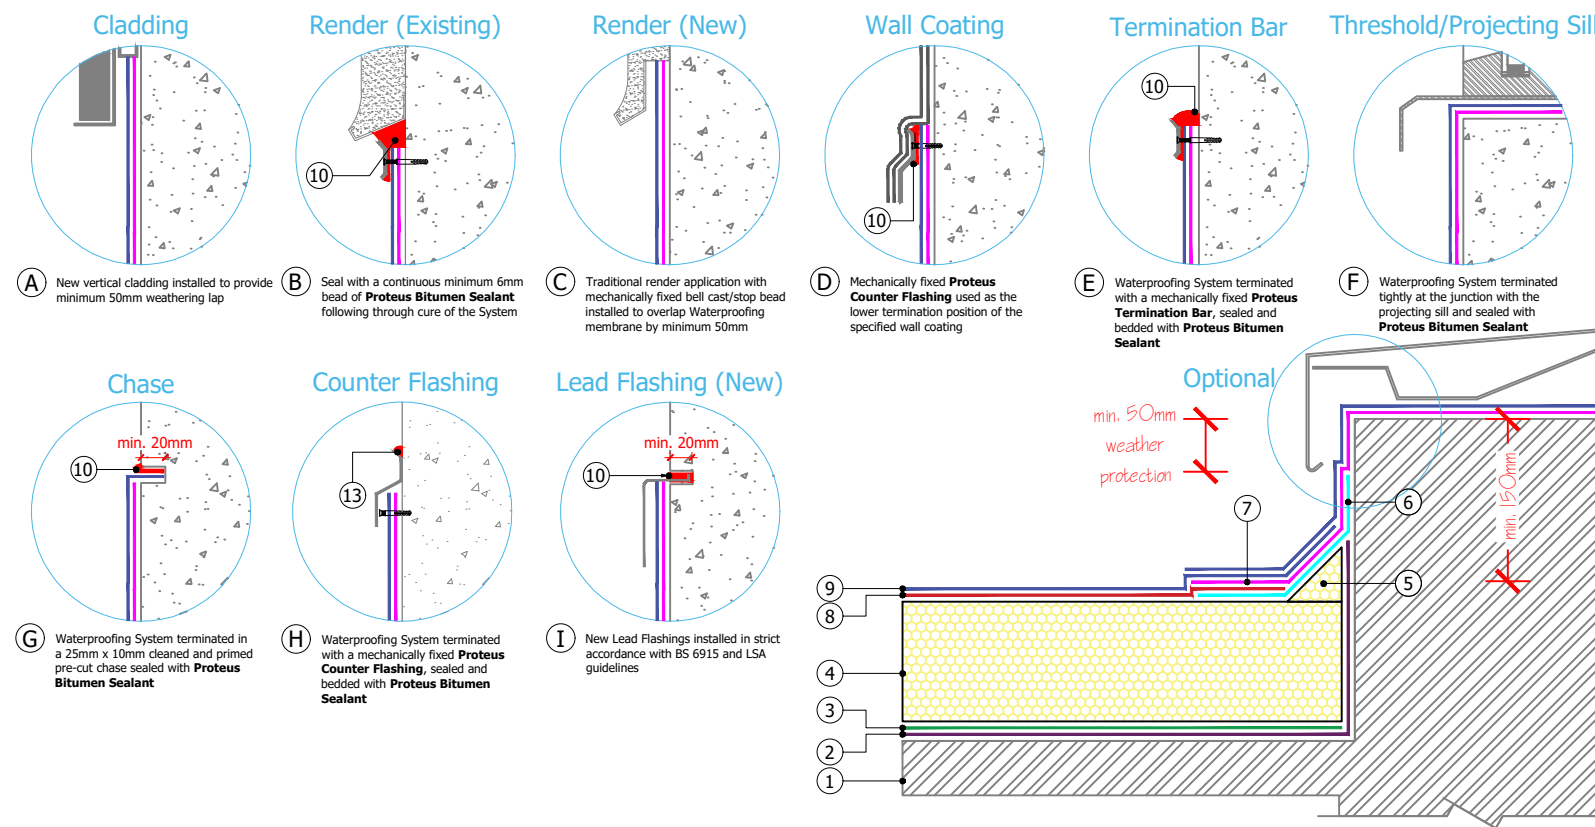 Cladding
Render (Existing)
Render (New)
Wall Coating
Termination Bar
Threshold/Projecting Sill
10
10
10
A
New vertical cladding installed to provide
minimum 50mm weathering lap
B
Seal with a continuous minimum 6mm
bead of Proteus Bitumen Sealant
following through cure of the System
C
Traditional render application with
mechanically fixed bell cast/stop bead
installed to overlap Waterproofing
membrane by minimum 50mm
D
Mechanically fixed Proteus
Counter Flashing used as the
lower termination position of the
specified wall coating
E
Waterproofing System terminated
with a mechanically fixed Proteus
Termination Bar, sealed and
bedded with Proteus Bitumen
Sealant
F
Waterproofing System terminated
tightly at the junction with the
projecting sill and sealed with
Proteus Bitumen Sealant
Chase
Counter Flashing
Lead Flashing (New)
min. 20mm
10
13
min. 20mm
10
G
Waterproofing System terminated in
a 25mm x 10mm cleaned and primed
pre-cut chase sealed with Proteus
Bitumen Sealant
H
Waterproofing System terminated
with a mechanically fixed Proteus
Counter Flashing, sealed and
bedded with Proteus Bitumen
Sealant
I
New Lead Flashings installed in strict
accordance with BS 6915 and LSA
guidelines
Optional
min. 50mm
weather
protection
min. 150mm
6
7
5
9
8
4
3
2
1